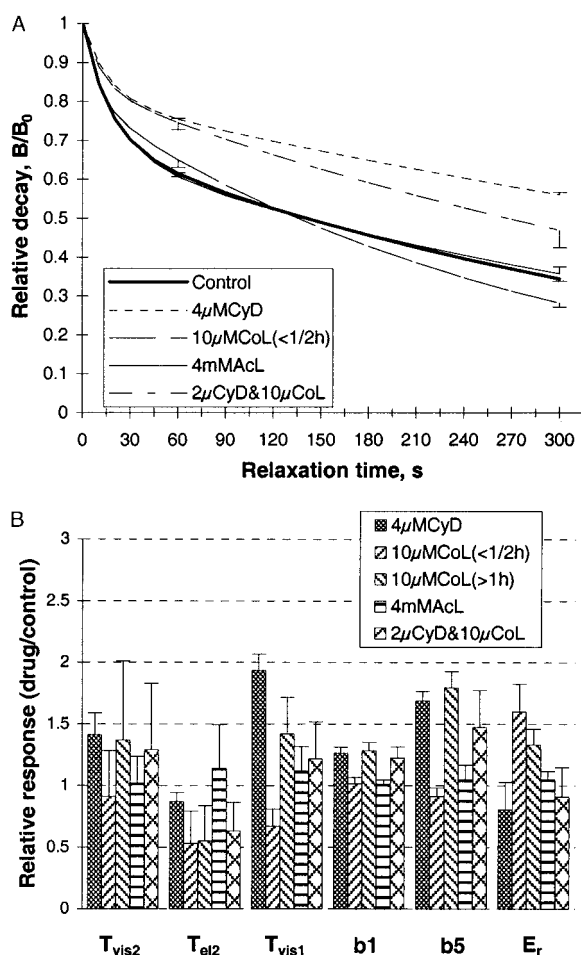 A
Relative decay, B/B0
1
0.9
0.8
0.7
0.6
0.5
0.4
0.3
0.2
0.1
0
Control
4µMCyD
10µMCoL(<1/2h)
4mMAcL
2µCyD&10µCoL
0 30 60 90 120 150 180 210 240 270 300
Relaxation time, s
B
Relative response (drug/control)
3
2.5
2
1.5
1
0.5
0
4µMCyD
10µMCoL(<1/2h)
10µMCoL(>1h)
4mMAcL
2µCyD&10µCoL
Tvis2 Tel2 Tvis1 b1 b5 Er